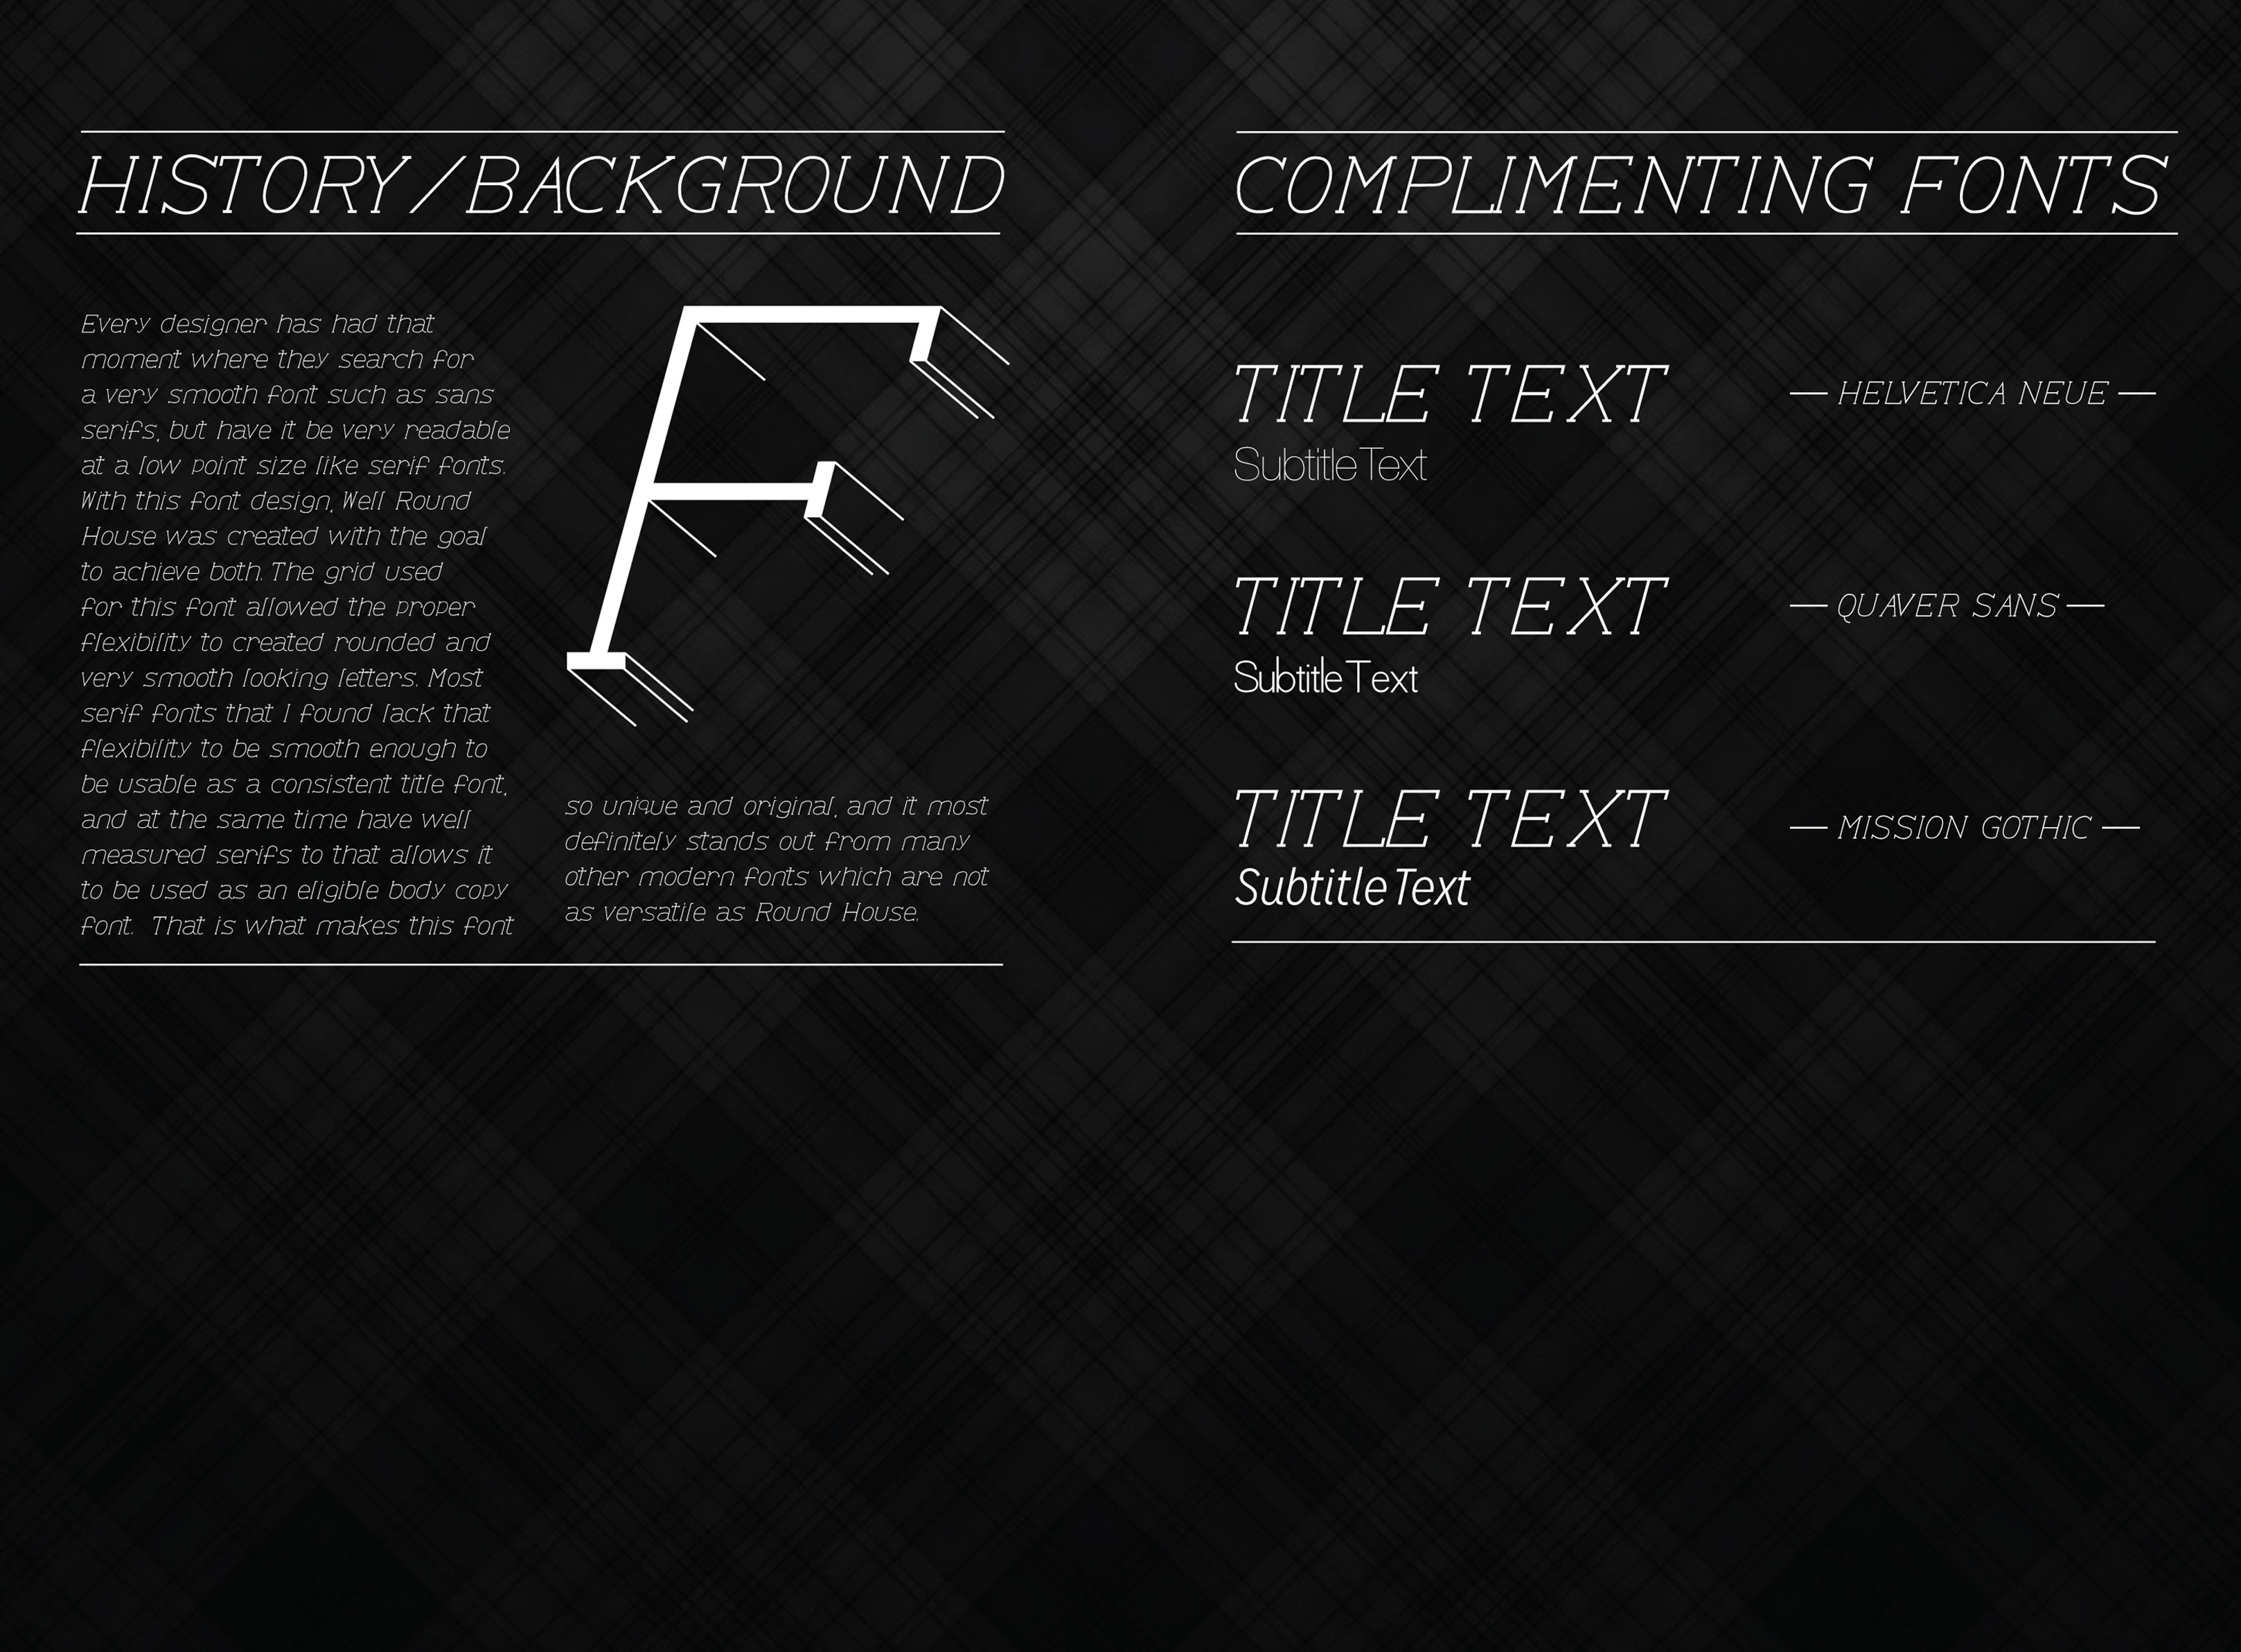 HISTORY/BACKGROUND
Every designer has had that
moment where they search for
a very smooth font such as sans
serifs, but have it be very readable
at a low point size like serif fonts.
With this font design, Well Round
House was created with the goal
to achieve both. The grid used
for this font allowed the proper
flexibility to created rounded and
very smooth looking letters. Most
serif fonts that I found lack that
flexibility to be smooth enough to
be usable as a consistent title font,
and at the same time have well
measured serifs to that allows it
to be used as an eligible body copy
font. That is what makes this font
F
so unique and original, and it most
definitely stands out from many
other modern fonts which are not
as versatile as Round House.
COMPLIMENTING FONTS
TITLE TEXT
Subtitle Text
— HELVETICA NEUE —
TITLE TEXT
Subtitle Text
— QUAVER SANS —
TITLE TEXT
Subtitle Text
— MISSION GOTHIC —